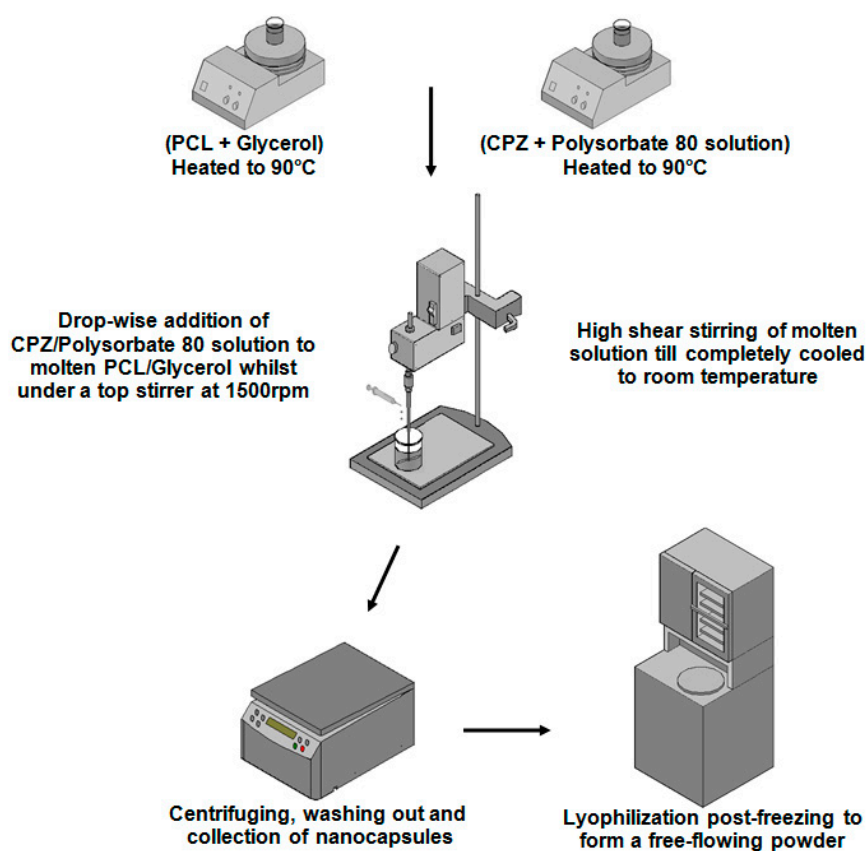 (PCL + Glycerol)
Heated to 90°C
(CPZ + Polysorbate 80 solution)
Heated to 90°C
Drop-wise addition of
CPZ/Polysorbate 80 solution to
molten PCL/Glycerol whilst
under a top stirrer at 1500rpm
High shear stirring of molten
solution till completely cooled
to room temperature
Centrifuging, washing out and
collection of nanocapsules
Lyophilization post-freezing to
form a free-flowing powder